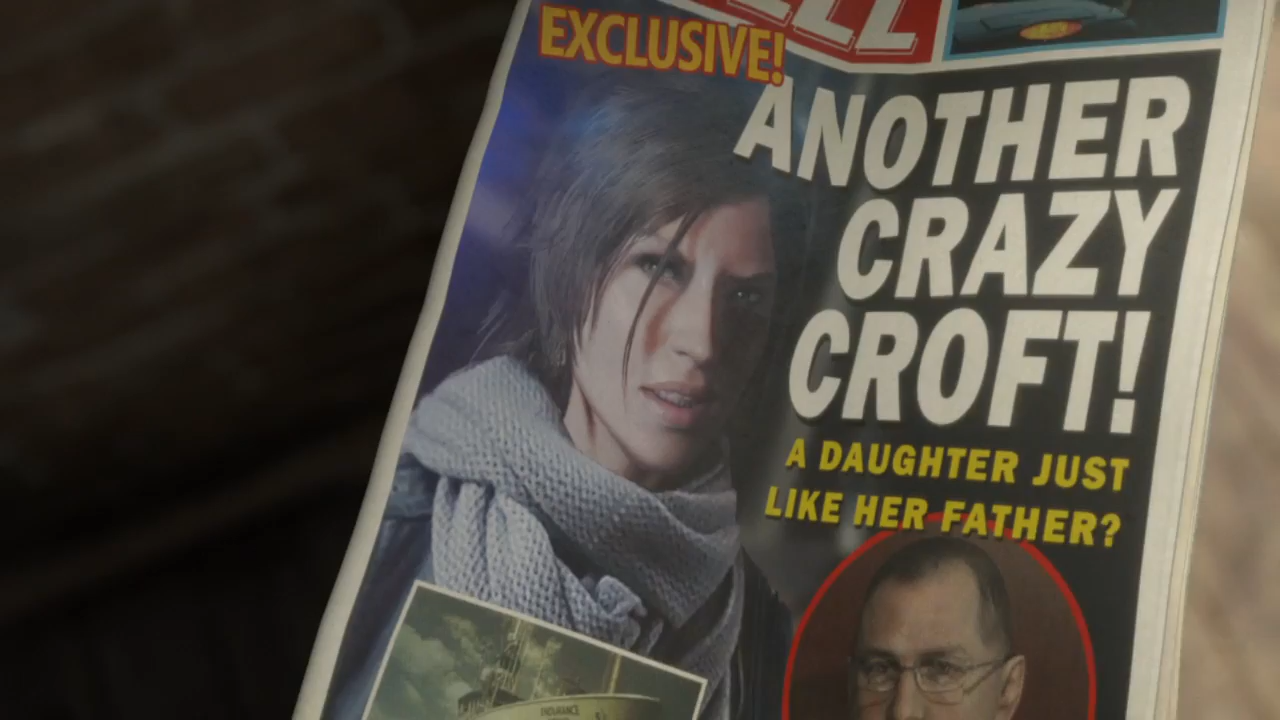 EXCLUSIVE!
ANOTHER
CRAZY
CROFT!
A DAUGHTER JUST
LIKE HER FATHER?
ENDURANCE